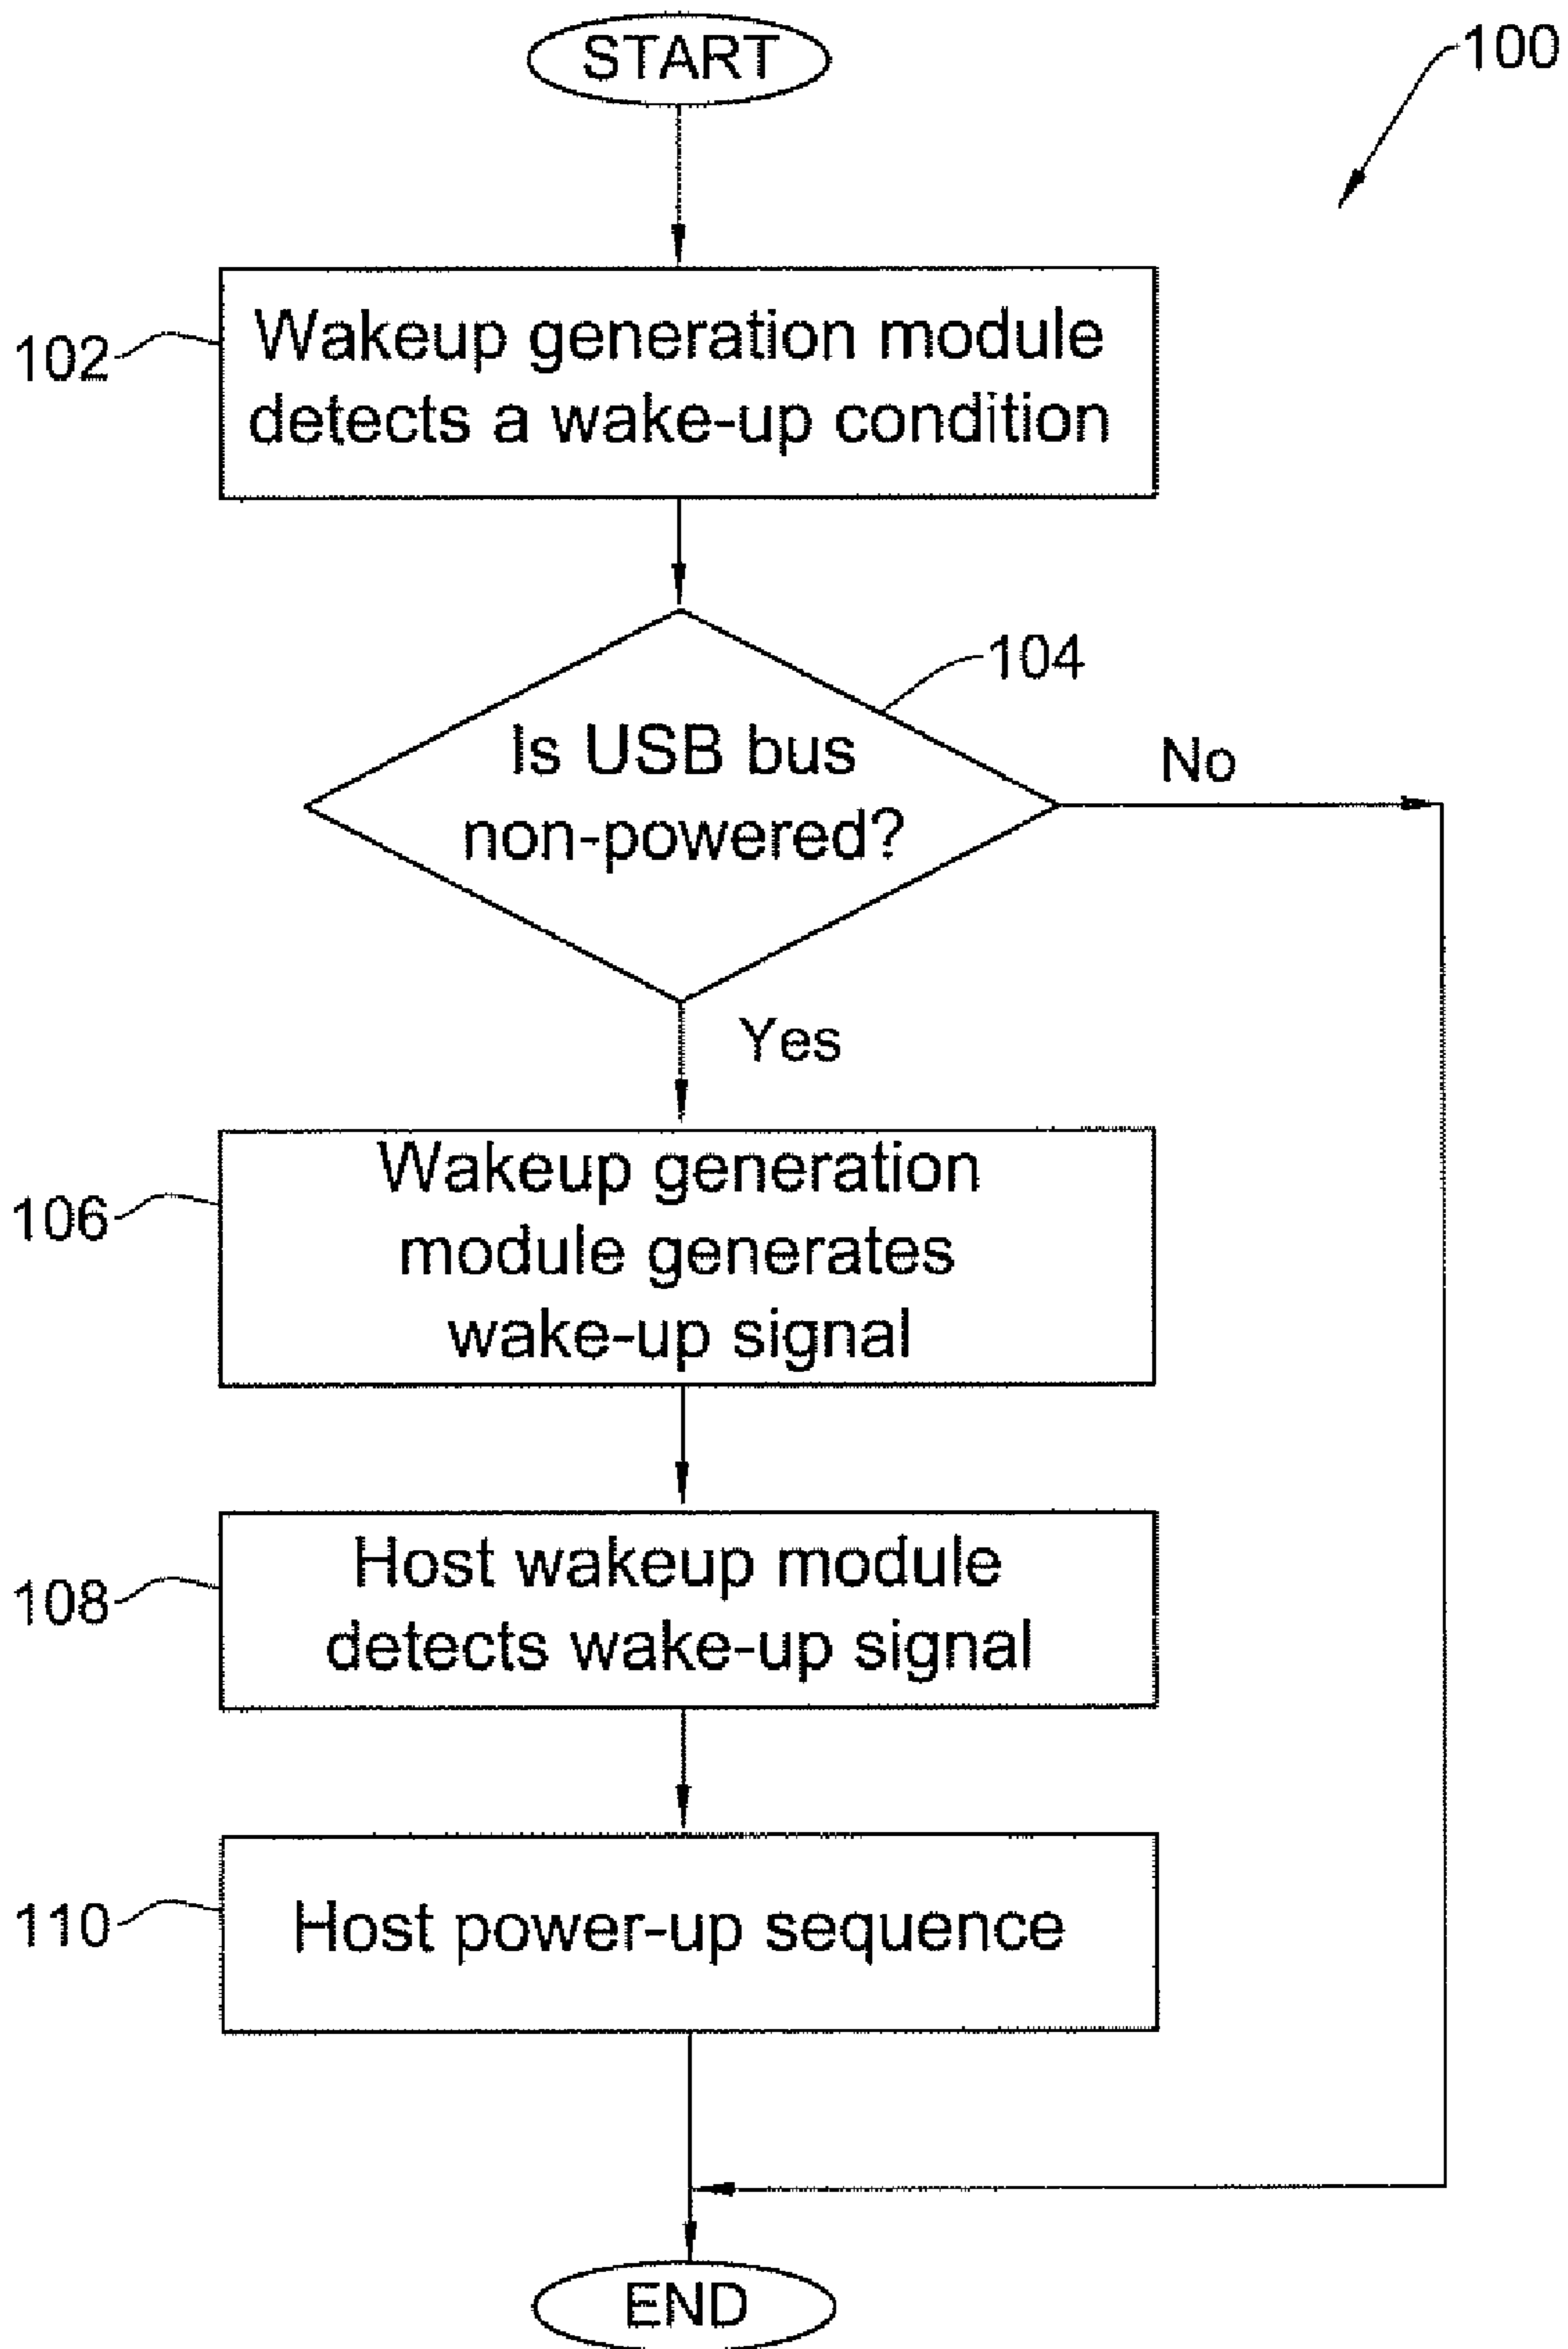 START
100
102
Wakeup generation module
detects a wake-up condition
104
Is USB bus
non-powered?
No
Yes
106
Wakeup generation
module generates
wake-up signal
108
Host wakeup module
detects wake-up signal
110
Host power-up sequence
END